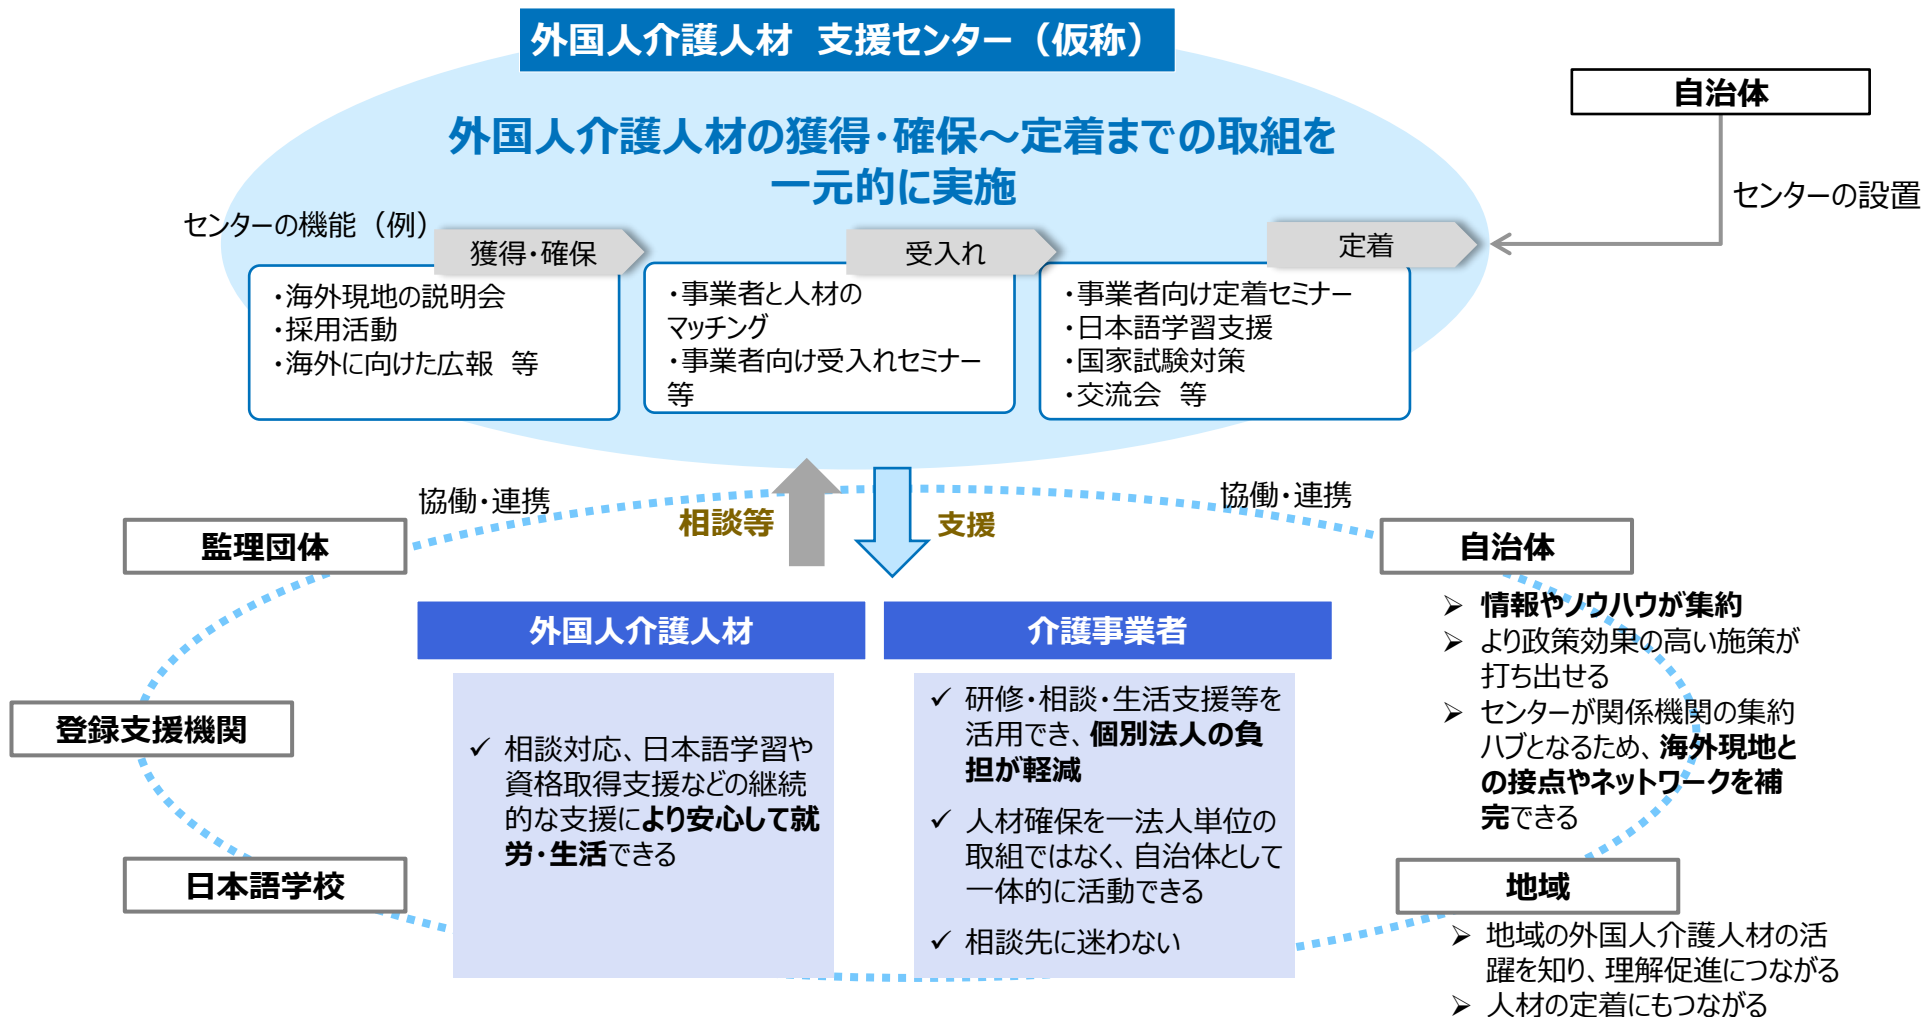 外国人介護人材 支援センター（仮称）
自治体
外国人介護人材の獲得・確保～定着までの取組を
一元的に実施
センターの設置
センターの機能（例）
獲得・確保
・海外現地の説明会
・採用活動
・海外に向けた広報 等
受入れ
・事業者と人材の
マッチング
・事業者向け受入れセミナー
等
定着
・事業者向け定着セミナー
・日本語学習支援
・国家試験対策
・交流会 等
協働・連携
相談等
支援
協働・連携
監理団体
登録支援機関
日本語学校
外国人介護人材
✓ 相談対応、日本語学習や
資格取得支援などの継続
的な支援により安心して就
労・生活できる
介護事業者
✓ 研修・相談・生活支援等を
活用でき、個別法人の負
担が軽減
✓ 人材確保を一法人単位の
取組ではなく、自治体として
一体的に活動できる
✓ 相談先に迷わない
自治体
➢ 情報やノウハウが集約
➢ より政策効果の高い施策が
打ち出せる
➢ センターが関係機関の集約
ハブとなるため、海外現地と
の接点やネットワークを補
完できる
地域
➢ 地域の外国人介護人材の活
躍を知り、理解促進につながる
➢ 人材の定着にもつながる